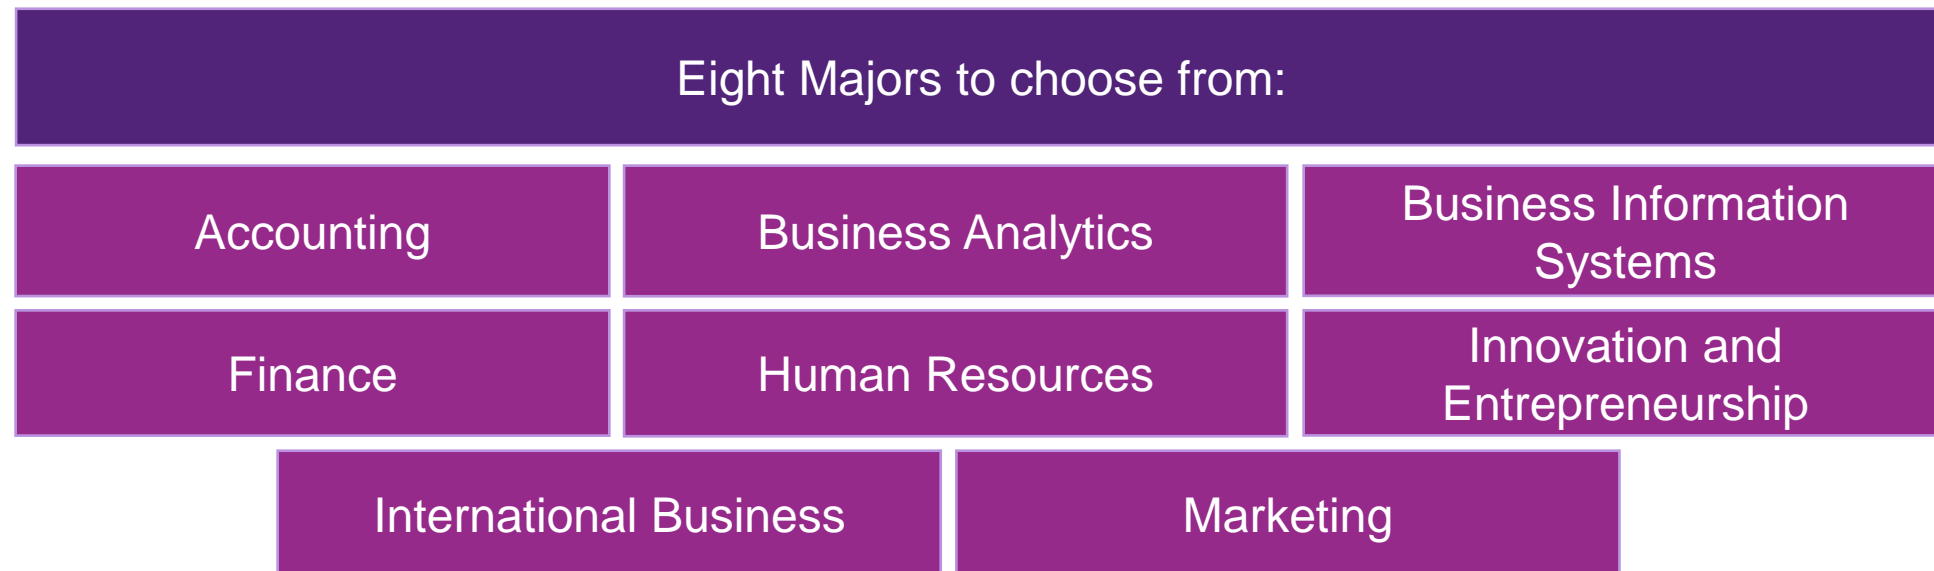 Eight Majors to choose from:
Accounting
Business Analytics
Business Information
Systems
Finance
Human Resources
Innovation and
Entrepreneurship
International Business
Marketing